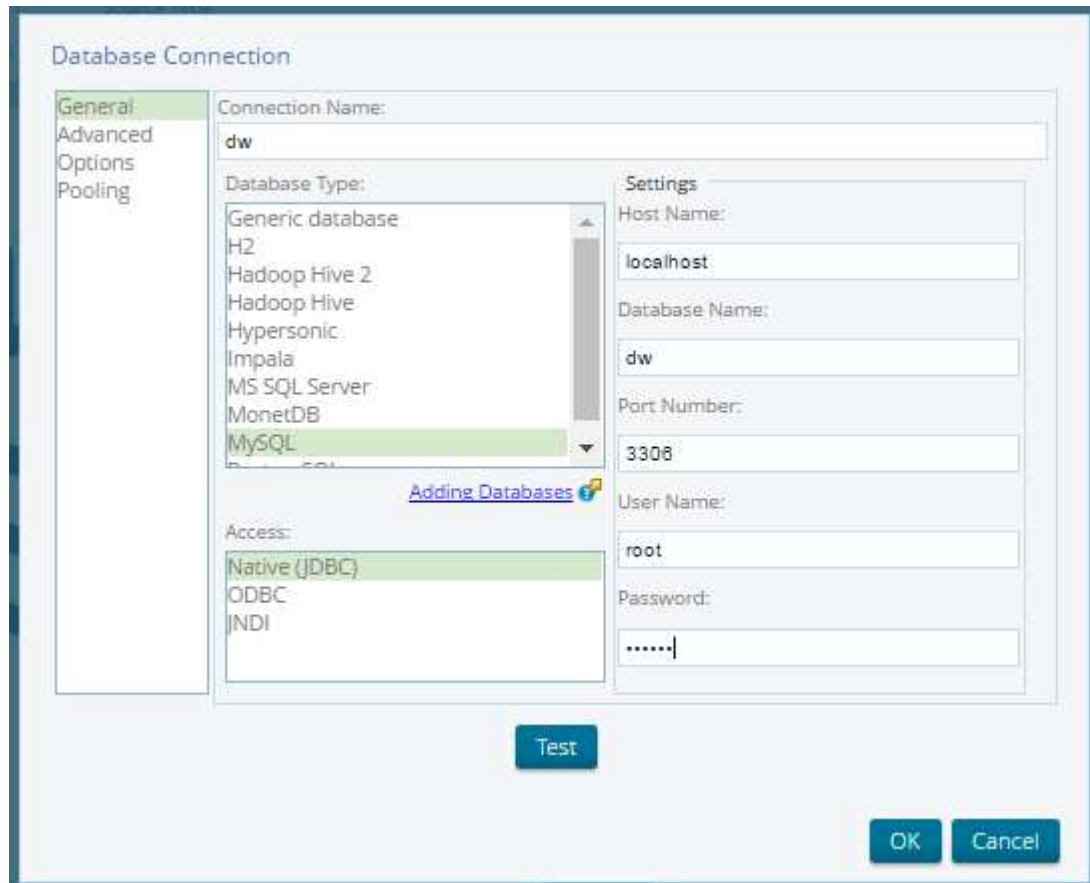 Database Connection
General
Advanced
Options
Pooling
Connection Name:
dw
Database Type:
Generic database
H2
Hadoop Hive 2
Hadoop Hive
Hypersonic
Impala
MS SQL Server
MonetDB
MySQL
Adding Databases
Access:
Native (JDBC)
ODBC
JNDI
Settings
Host Name:
localhost
Database Name:
dw
Port Number:
3306
User Name:
root
Password:
••••••
Test
OK Cancel